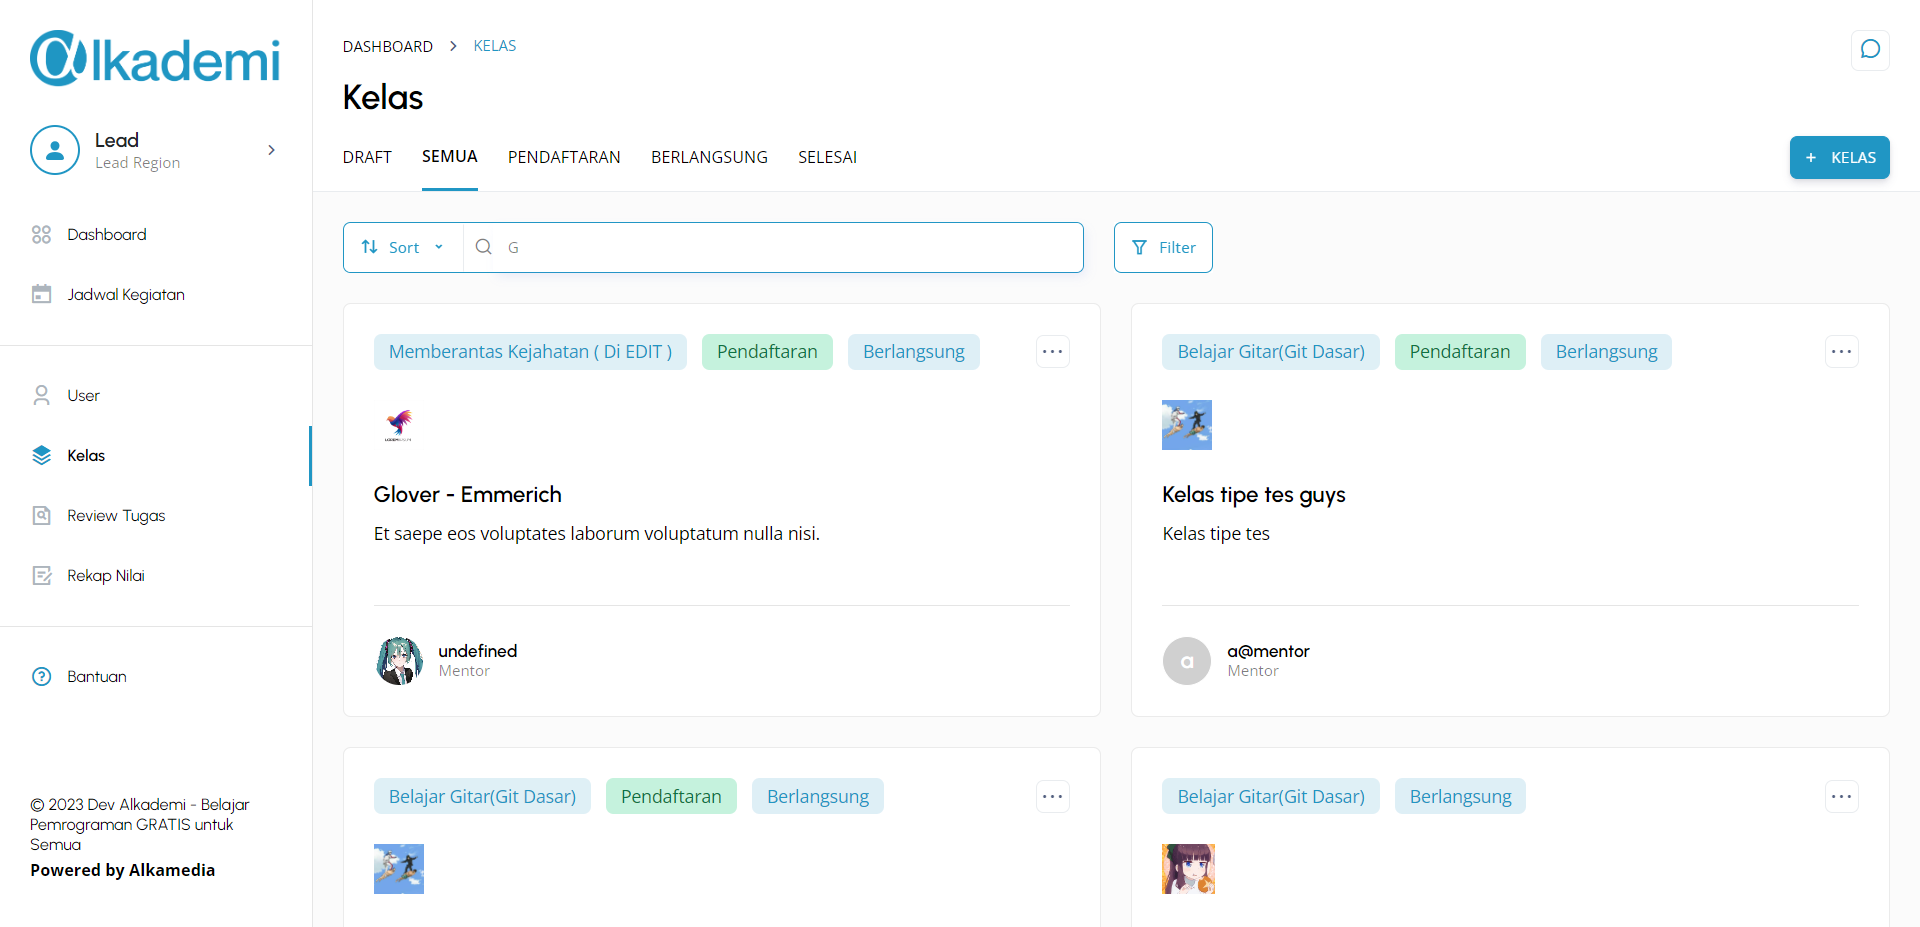 alkademi
Lead
Lead Region
Dashboard
Jadwal Kegiatan
User
Kelas
Review Tugas
Rekap Nilai
Bantuan
© 2023 Dev Alkademi - Belajar
Pemrograman GRATIS untuk
Semua
Powered by Alkamedia
DASHBOARD > KELAS
Kelas
DRAFT SEMUA PENDAFTARAN BERLANGSUNG SELESAI
+ KELAS
Sort G Filter
Memberantas Kejahatan ( Di EDIT ) Pendaftaran Berlangsung
Glover - Emmerich
Et saepe eos voluptates laborum voluptatum nulla nisi.
undefined
Mentor
Belajar Gitar(Git Dasar) Pendaftaran Berlangsung
Kelas tipe tes guys
Kelas tipe tes
a
a@mentor
Mentor
Belajar Gitar(Git Dasar) Pendaftaran Berlangsung
Belajar Gitar(Git Dasar) Berlangsung